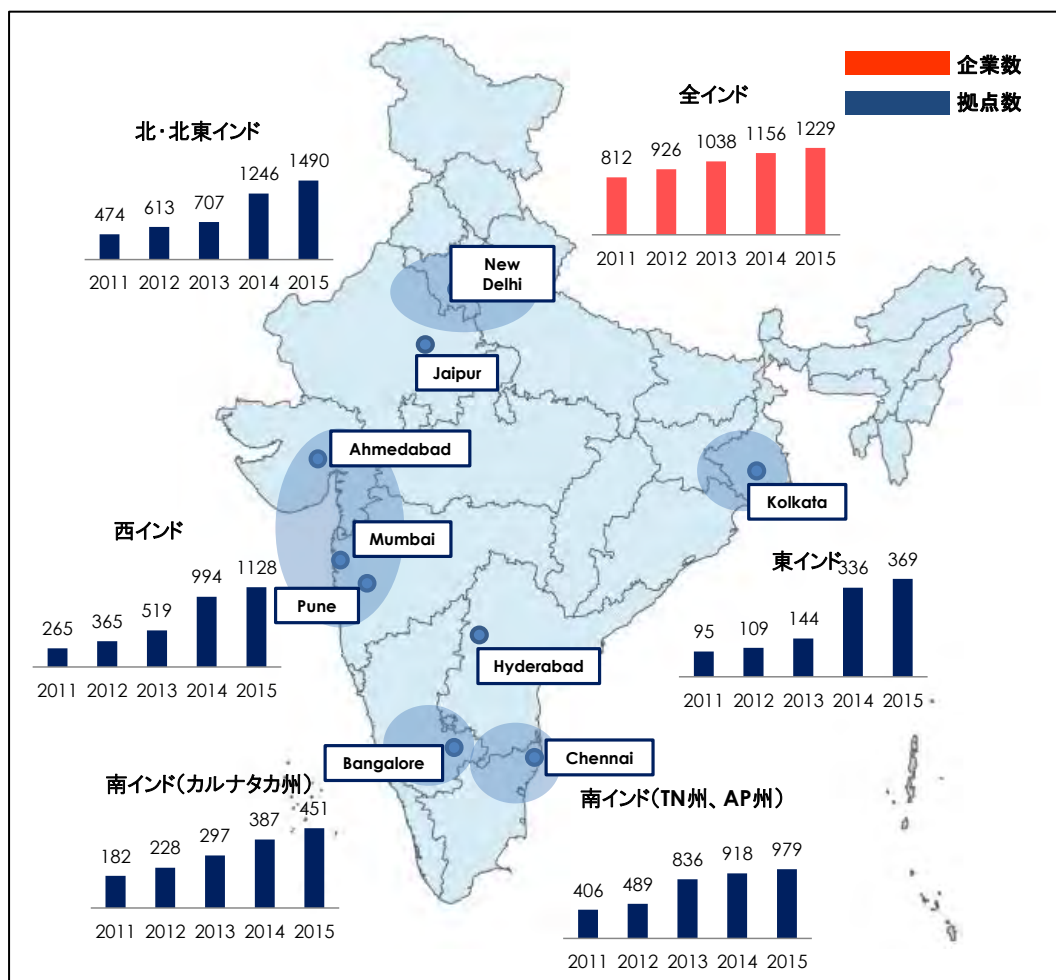 企業数
拠点数
全インド
812 926 1038 1156 1229
2011 2012 2013 2014 2015
北・北東インド
474 613 707 1246 1490
2011 2012 2013 2014 2015
New
Delhi
Jaipur
Ahmedabad
Kolkata
西インド
265 365 519 994 1128
2011 2012 2013 2014 2015
Mumbai
Pune
東インド
95 109 144 336 369
2011 2012 2013 2014 2015
Hyderabad
Bangalore
Chennai
南インド(カルナタカ州)
182 228 297 387 451
2011 2012 2013 2014 2015
南インド(TN州、AP州)
406 489 836 918 979
2011 2012 2013 2014 2015